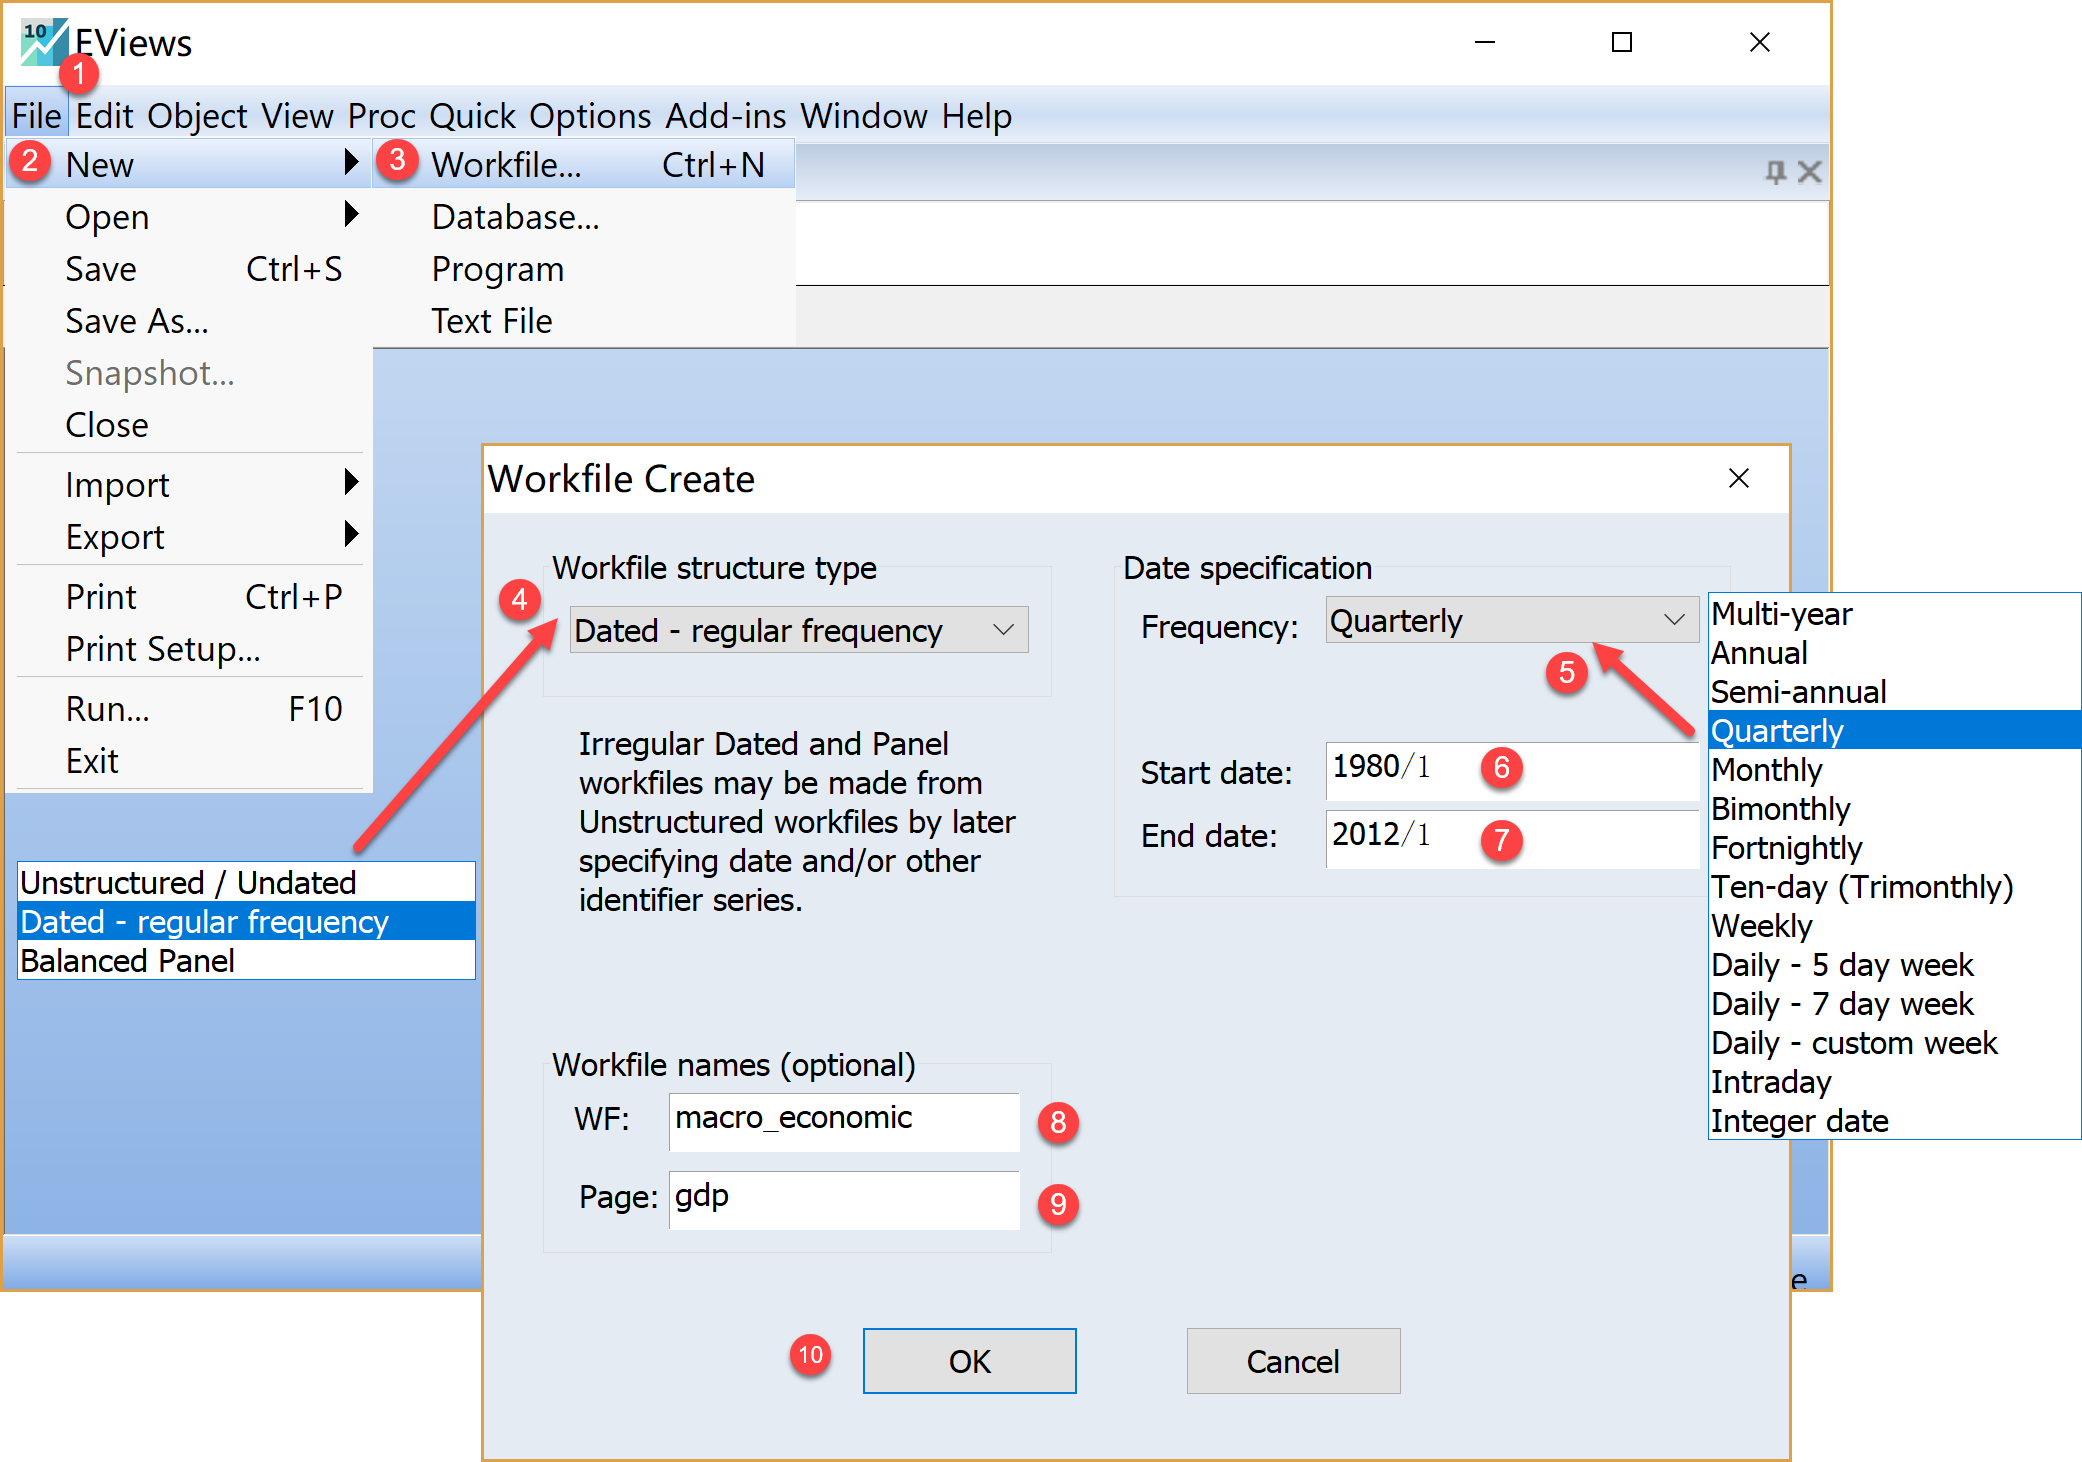 10
EViews
1
File Edit Object View Proc Quick Options Add-ins Window Help
2 New
3 Workfile... Ctrl+N
Open
Database...
Save Ctrl+S
Program
Save As...
Text File
Snapshot...
Close
Import
Export
Print Ctrl+P
Print Setup...
Run... F10
Exit
Unstructured / Undated
Dated - regular frequency
Balanced Panel
Workfile Create
Workfile structure type
4
Dated - regular frequency
Irregular Dated and Panel
workfiles may be made from
Unstructured workfiles by later
specifying date and/or other
identifier series.
Date specification
Frequency: Quarterly
5
Start date: 1980/1 6
End date: 2012/1 7
Multi-year
Annual
Semi-annual
Quarterly
Monthly
Bimonthly
Fortnightly
Ten-day (Trimonthly)
Weekly
Daily - 5 day week
Daily - 7 day week
Daily - custom week
Intraday
Integer date
Workfile names (optional)
WF: macro_economic 8
Page: gdp 9
10 OK Cancel